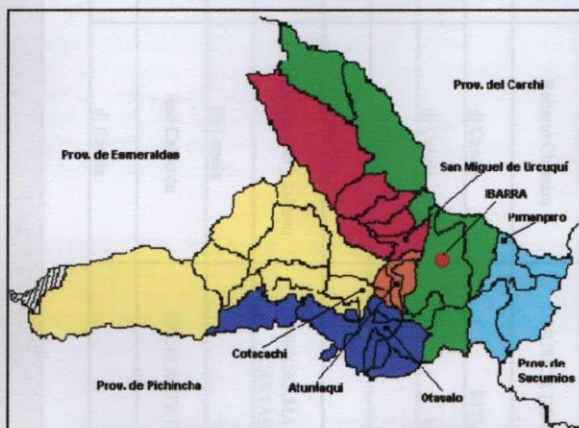 Prov. del Carchi
Prov. de Esmeraldas
San Miguel de Urcuquí
IBARRA
Pimampiro
Cotacachi
Prov. de Sucumios
Prov. de Pichincha
Atuntaqui
Otavalo